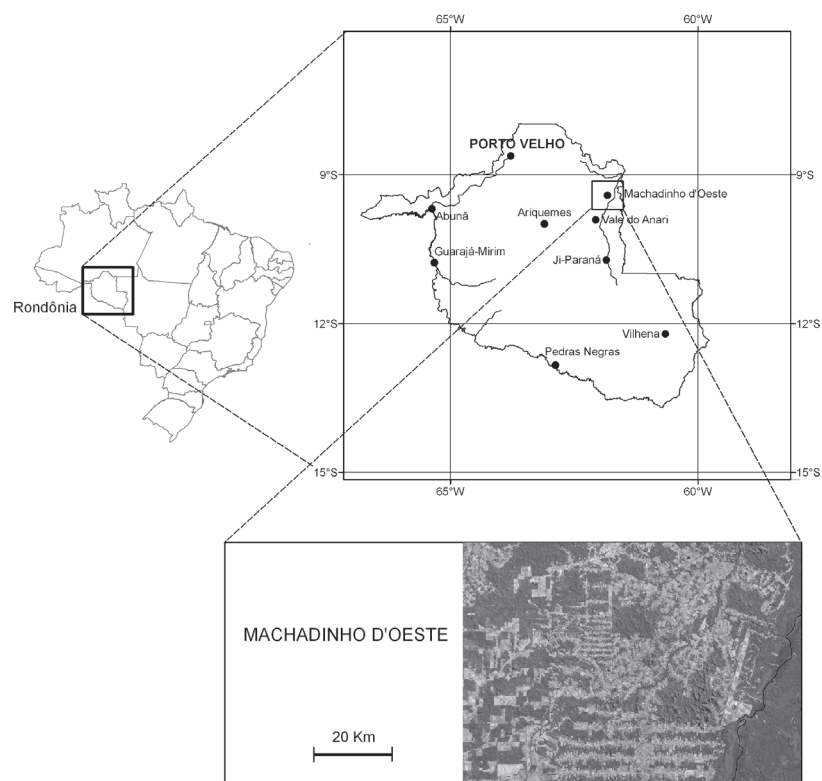 65°W
60°W
PORTO VELHO
9°S
9°S
Machadinho d'Oeste
Abunã
Ariquemes
Vale do Anari
Guarajá-Mirim
Ji-Paraná
Rondônia
12°S
12°S
Vilhena
Pedras Negras
15°S
15°S
65°W
60°W
MACHADINHO D'OESTE
20 Km